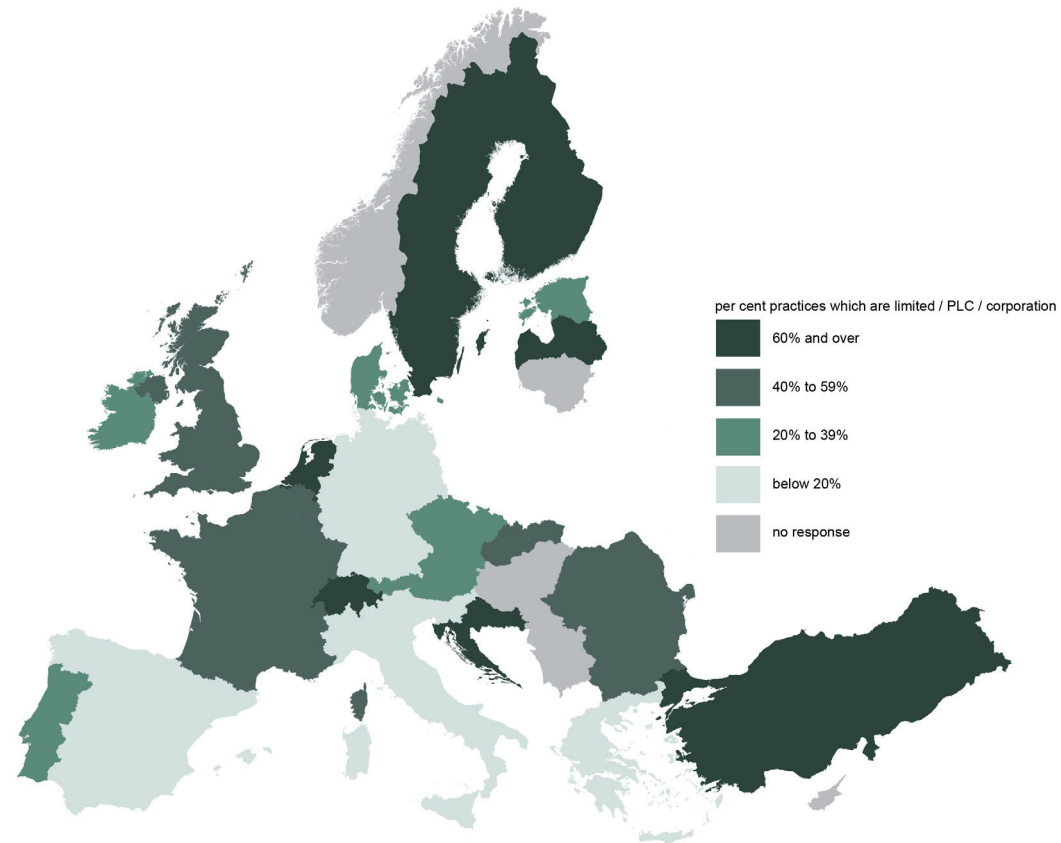 per cent practices which are limited / PLC / corporation
60% and over
40% to 59%
20% to 39%
below 20%
no response